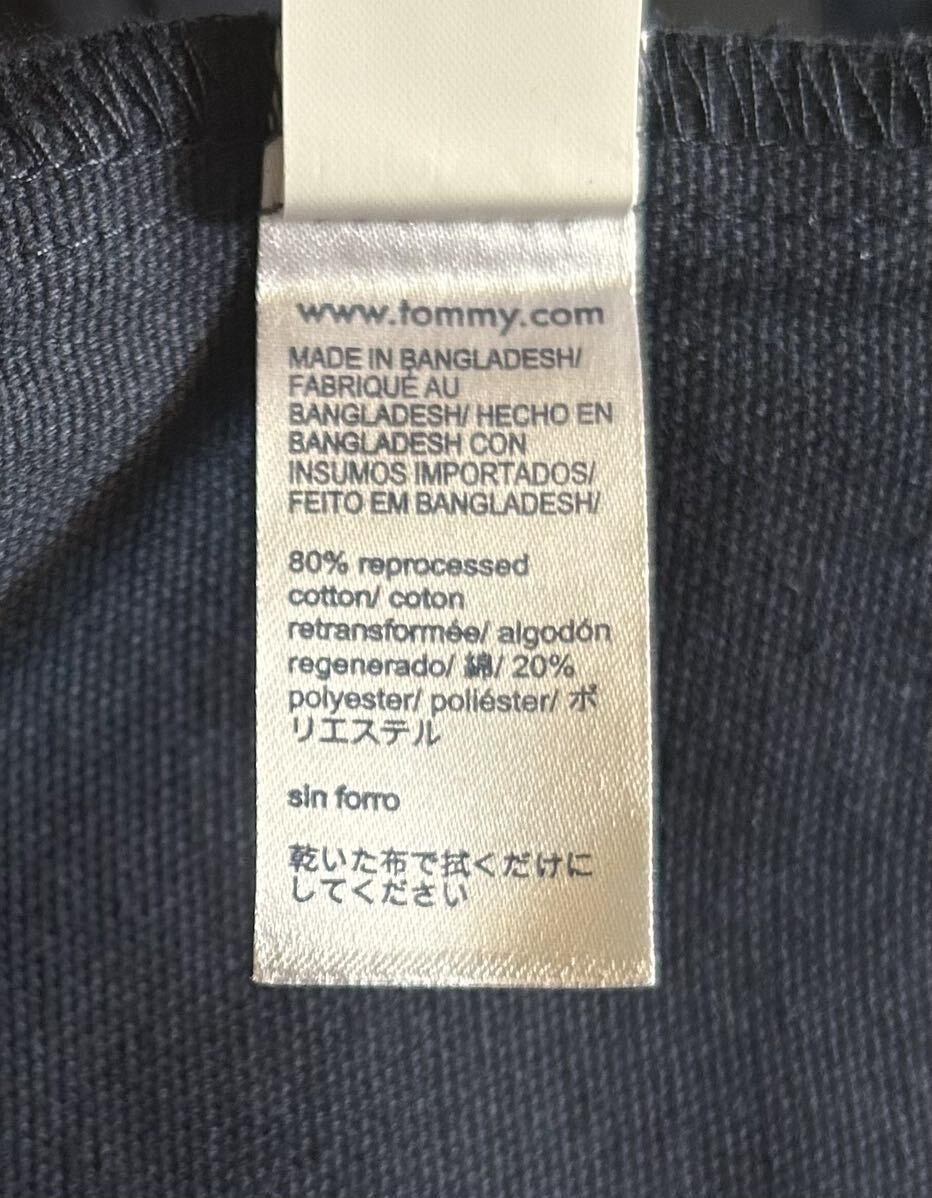 www.tommy.com
MADE IN BANGLADESH/
FABRIQUÉ AU
BANGLADESH/ HECHO EN
BANGLADESH CON
INSUMOS IMPORTADOS/
FEITO EM BANGLADESH/
80% reprocessed
cotton/ coton
retransformée/ algodón
regenerado/ 綿/ 20%
polyester/ poliéster/ ポ
リエステル
sin forro
乾いた布で拭くだけに
してください